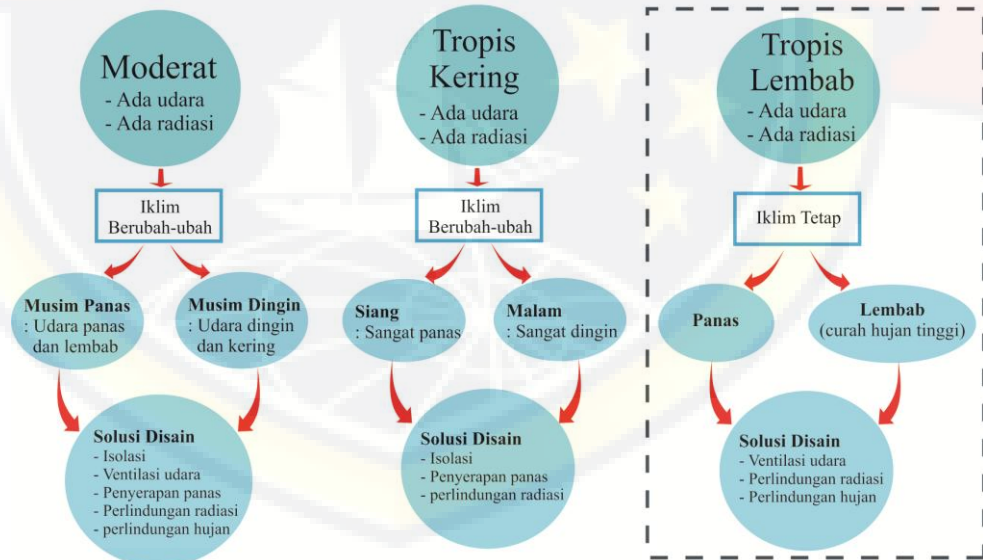 Moderat
- Ada udara
- Ada radiasi
Iklim
Berubah-ubah
Musim Panas
: Udara panas
dan lembab
Musim Dingin
: Udara dingin
dan kering
Solusi Disain
- Isolasi
- Ventilasi udara
- Penyerapan panas
- Perlindungan radiasi
- perlindungan hujan
Tropis
Kering
- Ada udara
- Ada radiasi
Iklim
Berubah-ubah
Siang
: Sangat panas
Malam
: Sangat dingin
Solusi Disain
- Isolasi
- Penyerapan panas
- perlindungan radiasi
Tropis
Lembab
- Ada udara
- Ada radiasi
Iklim Tetap
Panas
Lembab
(curah hujan tinggi)
Solusi Disain
- Ventilasi udara
- Perlindungan radiasi
- Perlindungan hujan